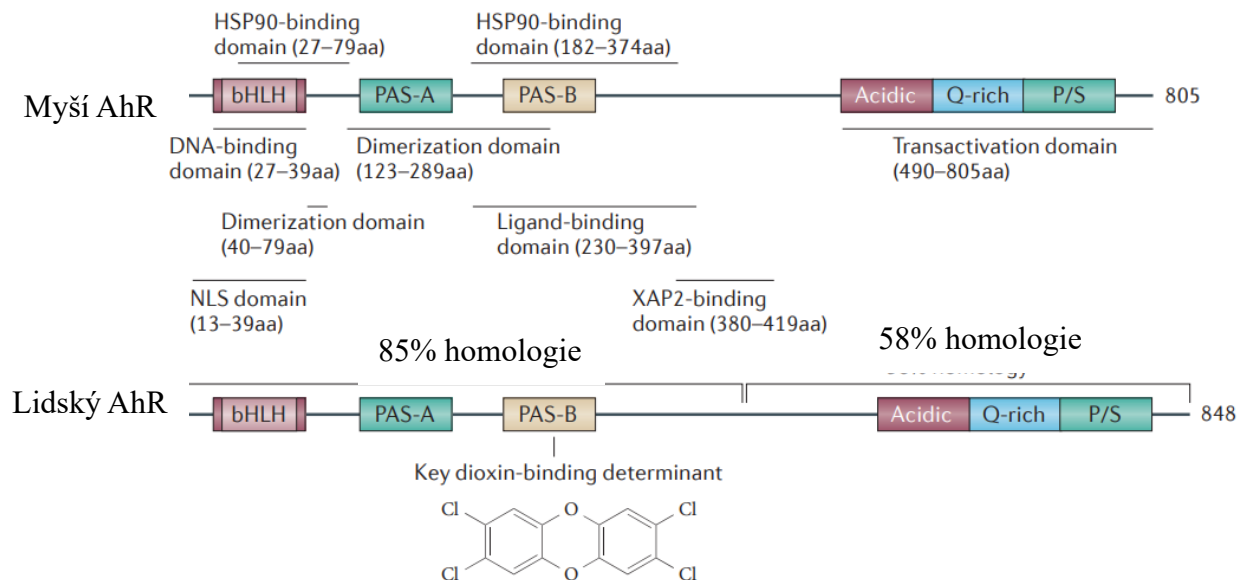 HSP90-binding
domain (27–79aa)
HSP90-binding
domain (182–374aa)
Myší AhR
bHLH
PAS-A
PAS-B
Acidic
Q-rich
P/S
805
DNA-binding
domain (27–39aa)
Dimerization domain
(123–289aa)
Transactivation domain
(490–805aa)
Dimerization domain
(40–79aa)
Ligand-binding
domain (230–397aa)
NLS domain
(13–39aa)
XAP2-binding
domain (380–419aa)
85% homologie
58% homologie
Lidský AhR
bHLH
PAS-A
PAS-B
Acidic
Q-rich
P/S
848
Key dioxin-binding determinant
Cl
O
Cl
Cl
O
Cl